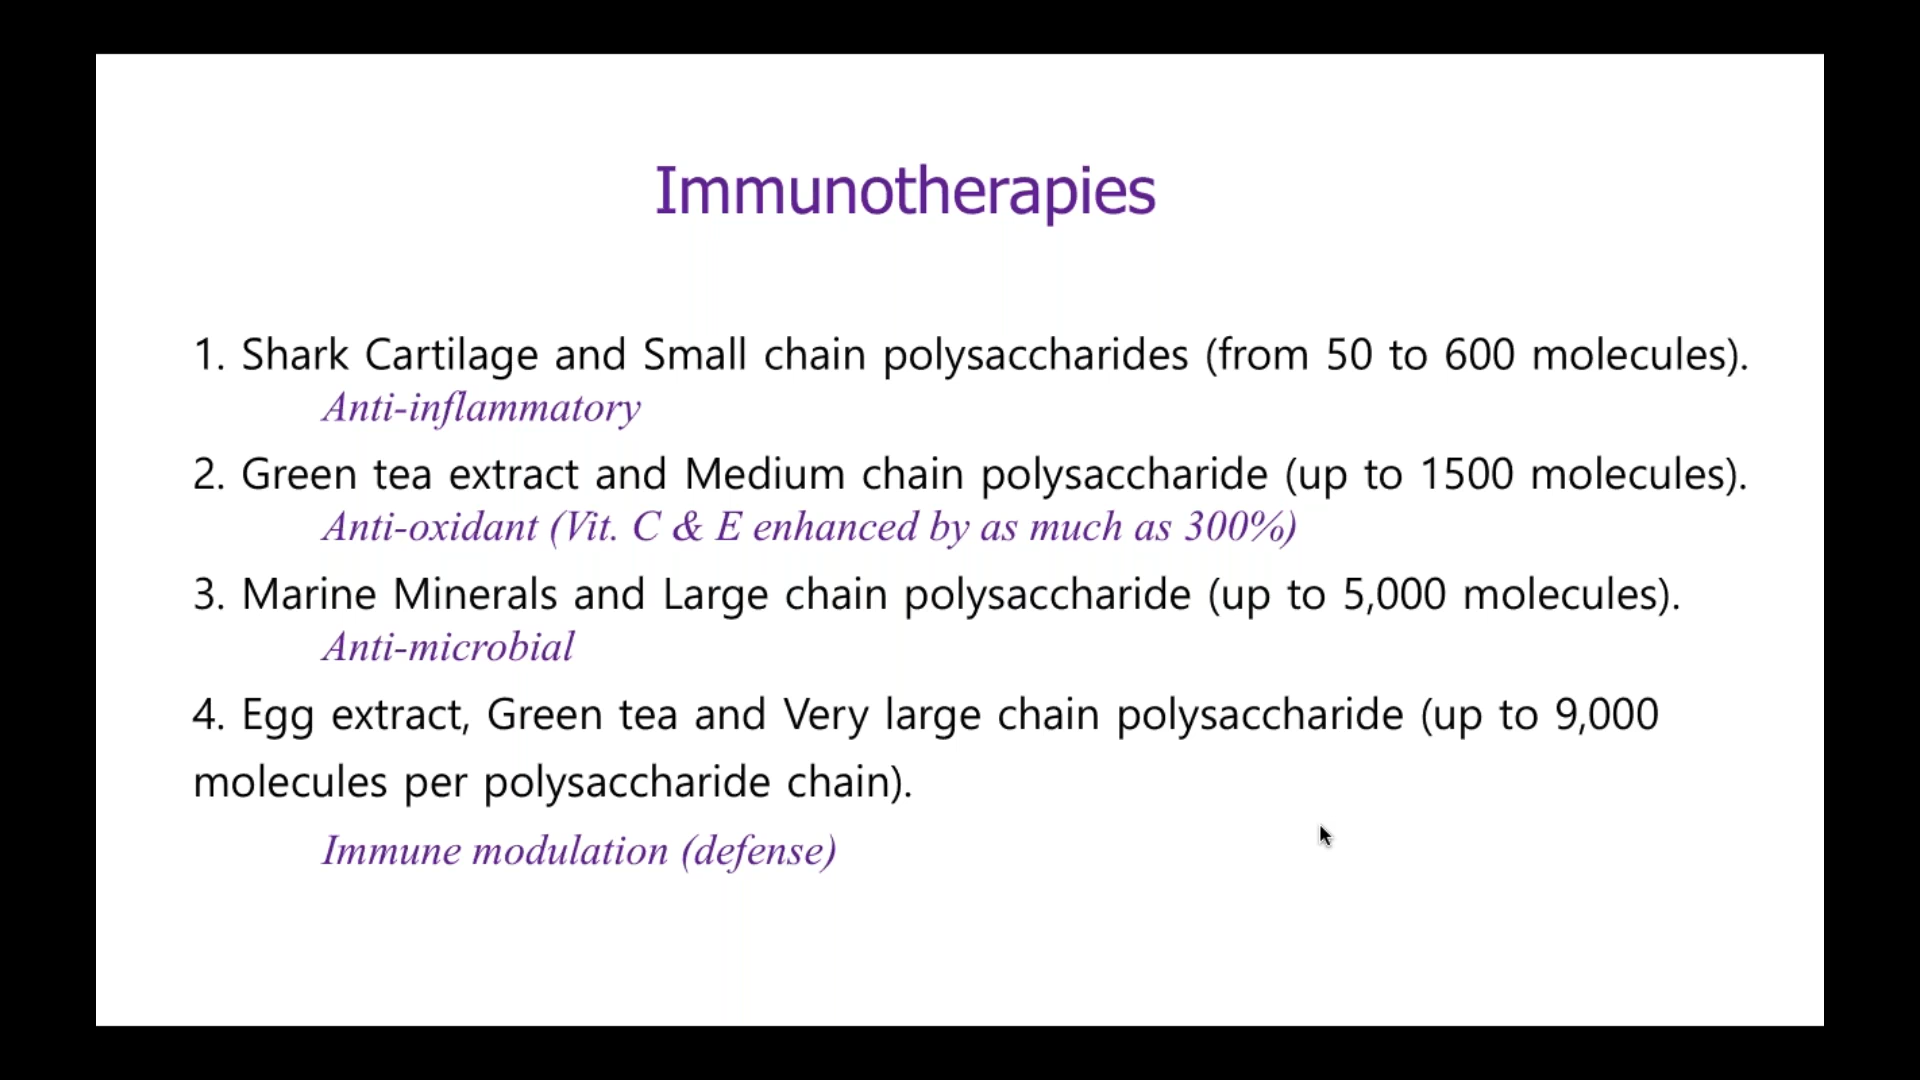 Immunotherapies
1. Shark Cartilage and Small chain polysaccharides (from 50 to 600 molecules).
Anti-inflammatory
2. Green tea extract and Medium chain polysaccharide (up to 1500 molecules).
Anti-oxidant (Vit. C & E enhanced by as much as 300%)
3. Marine Minerals and Large chain polysaccharide (up to 5,000 molecules).
Anti-microbial
4. Egg extract, Green tea and Very large chain polysaccharide (up to 9,000
molecules per polysaccharide chain).
Immune modulation (defense)